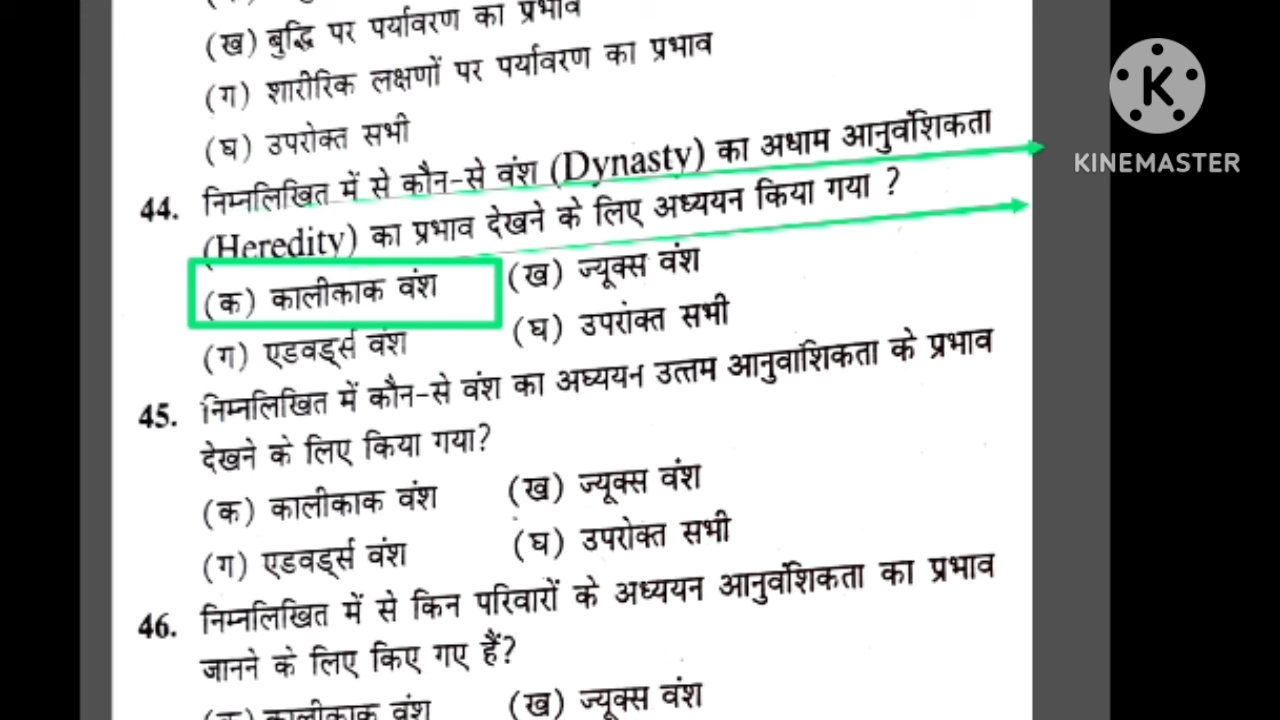 (ख) बुद्धि पर पर्यावरण का प्रभाव
(ग) शारीरिक लक्षणों पर पर्यावरण का प्रभाव
(घ) उपरोक्त सभी
44. निम्नलिखित में से कौन-से वंश (Dynasty) का अधाम आनुवंशिकता
(Heredity) का प्रभाव देखने के लिए अध्ययन किया गया ?
(क) कालीकाक वंश (ख) ज्यूक्स वंश
(ग) एडवर्ड्स वंश (घ) उपरांक्त सभी
45. निम्नलिखित में कौन-से वंश का अघ्ययन उत्तम आनुवांशिकता के प्रभाव
देखने के लिए किया गया?
(क) कालीकाक वंश (ख) ज्यूक्स वंश
(ग) एडवर्ड्स वंश (घ) उपरोक्त सभी
46. निम्नलिखित में से किन परिवारों के अध्ययन आनुवंशिकता का प्रभाव
जानने के लिए किए गए हैं?
(क) कालीकाक वंश (ख) ज्यूक्स वंश
K
KINEMASTER